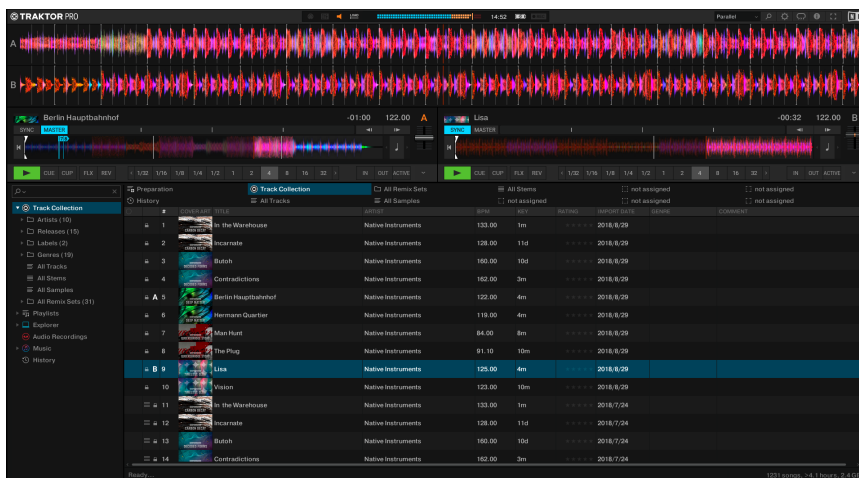 TRAKTOR PRO 14:52 Parallel
A
B
Berlin Hauptbahnhof -01:00 122.00 A
Lisa -00:32 122.00 B
SYNC MASTER
SYNC MASTER
CUE CUP FLX REV 1/32 1/16 1/8 1/4 1/2 1 2 4 8 16 32 IN OUT ACTIVE
CUE CUP FLX REV 1/32 1/16 1/8 1/4 1/2 1 2 4 8 16 32 IN OUT ACTIVE
Preparation Track Collection All Remix Sets All Stems not assigned not assigned
History All Tracks All Samples not assigned not assigned not assigned
Track Collection
Artists (10)
Releases (15)
Labels (2)
Genres (19)
All Tracks
All Stems
All Samples
All Remix Sets (31)
Playlists
Explorer
Audio Recordings
Music
History
# COVER ART TITLE ARTIST BPM KEY RATING IMPORT DATE GENRE COMMENT
1 In the Warehouse Native Instruments 133.00 1m 2018/8/29
2 Incarnate Native Instruments 128.00 11d 2018/8/29
3 Butoh Native Instruments 160.00 10d 2018/8/29
4 Contradictions Native Instruments 162.00 3m 2018/8/29
A 5 Berlin Hauptbahnhof Native Instruments 122.00 4m 2018/8/29
6 Hermann Quartier Native Instruments 119.00 4m 2018/8/29
7 Man Hunt Native Instruments 84.00 8m 2018/8/29
8 The Plug Native Instruments 91.10 10m 2018/8/29
B 9 Lisa Native Instruments 125.00 4m 2018/8/29
10 Vision Native Instruments 123.00 10m 2018/8/29
11 In the Warehouse Native Instruments 133.00 1m 2018/7/24
12 Incarnate Native Instruments 128.00 11d 2018/7/24
13 Butoh Native Instruments 160.00 10d 2018/7/24
14 Contradictions Native Instruments 162.00 3m 2018/7/24
Ready... 1231 songs, >4.1 hours, 2.4 G